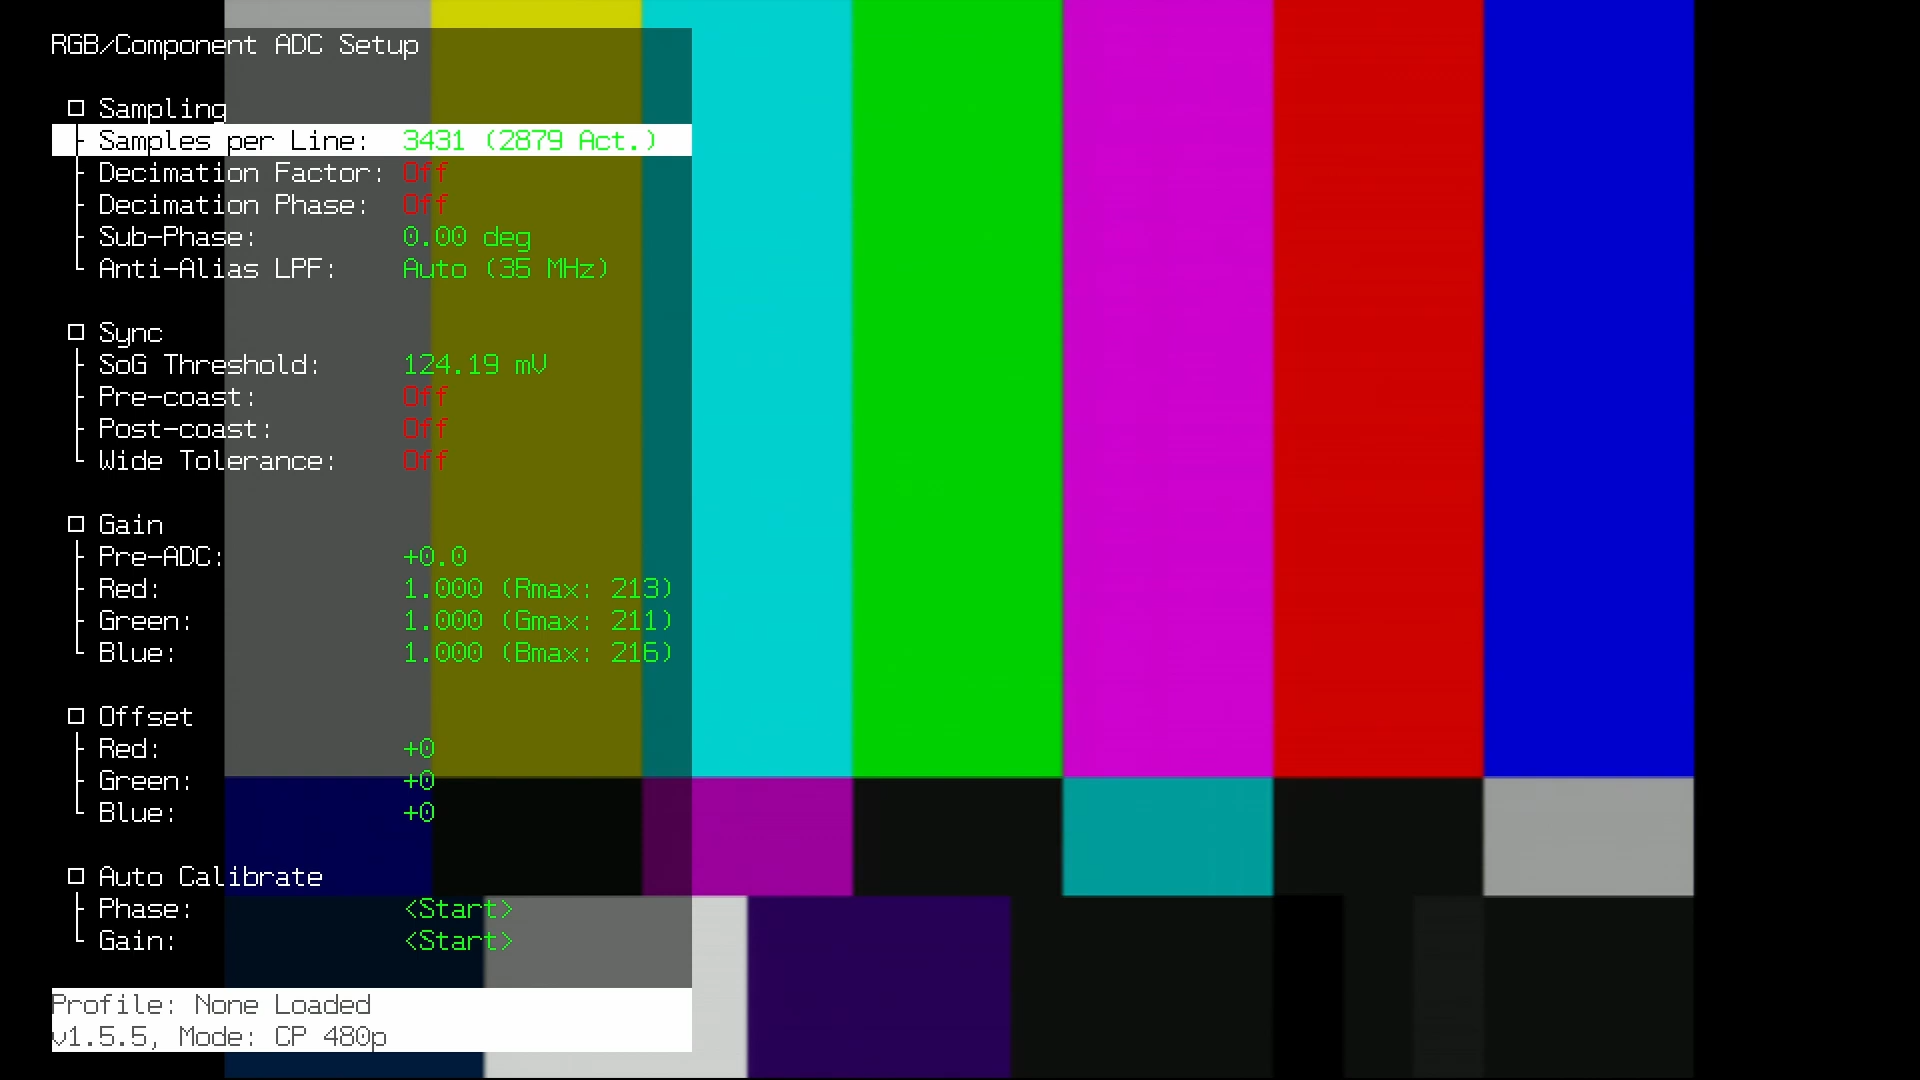 RGB/Component ADC Setup
Sampling
Samples per Line: 3431 (2879 Act.)
Decimation Factor: Off
Decimation Phase: Off
Sub-Phase: 0.00 deg
Anti-Alias LPF: Auto (35 MHz)
Sync
SoG Threshold: 124.19 mV
Pre-coast: Off
Post-coast: Off
Wide Tolerance: Off
Gain
Pre-ADC: +0.0
Red: 1.000 (Rmax: 213)
Green: 1.000 (Gmax: 211)
Blue: 1.000 (Bmax: 216)
Offset
Red: +0
Green: +0
Blue: +0
Auto Calibrate
Phase: <Start>
Gain: <Start>
Profile: None Loaded
v1.5.5, Mode: CP 480p